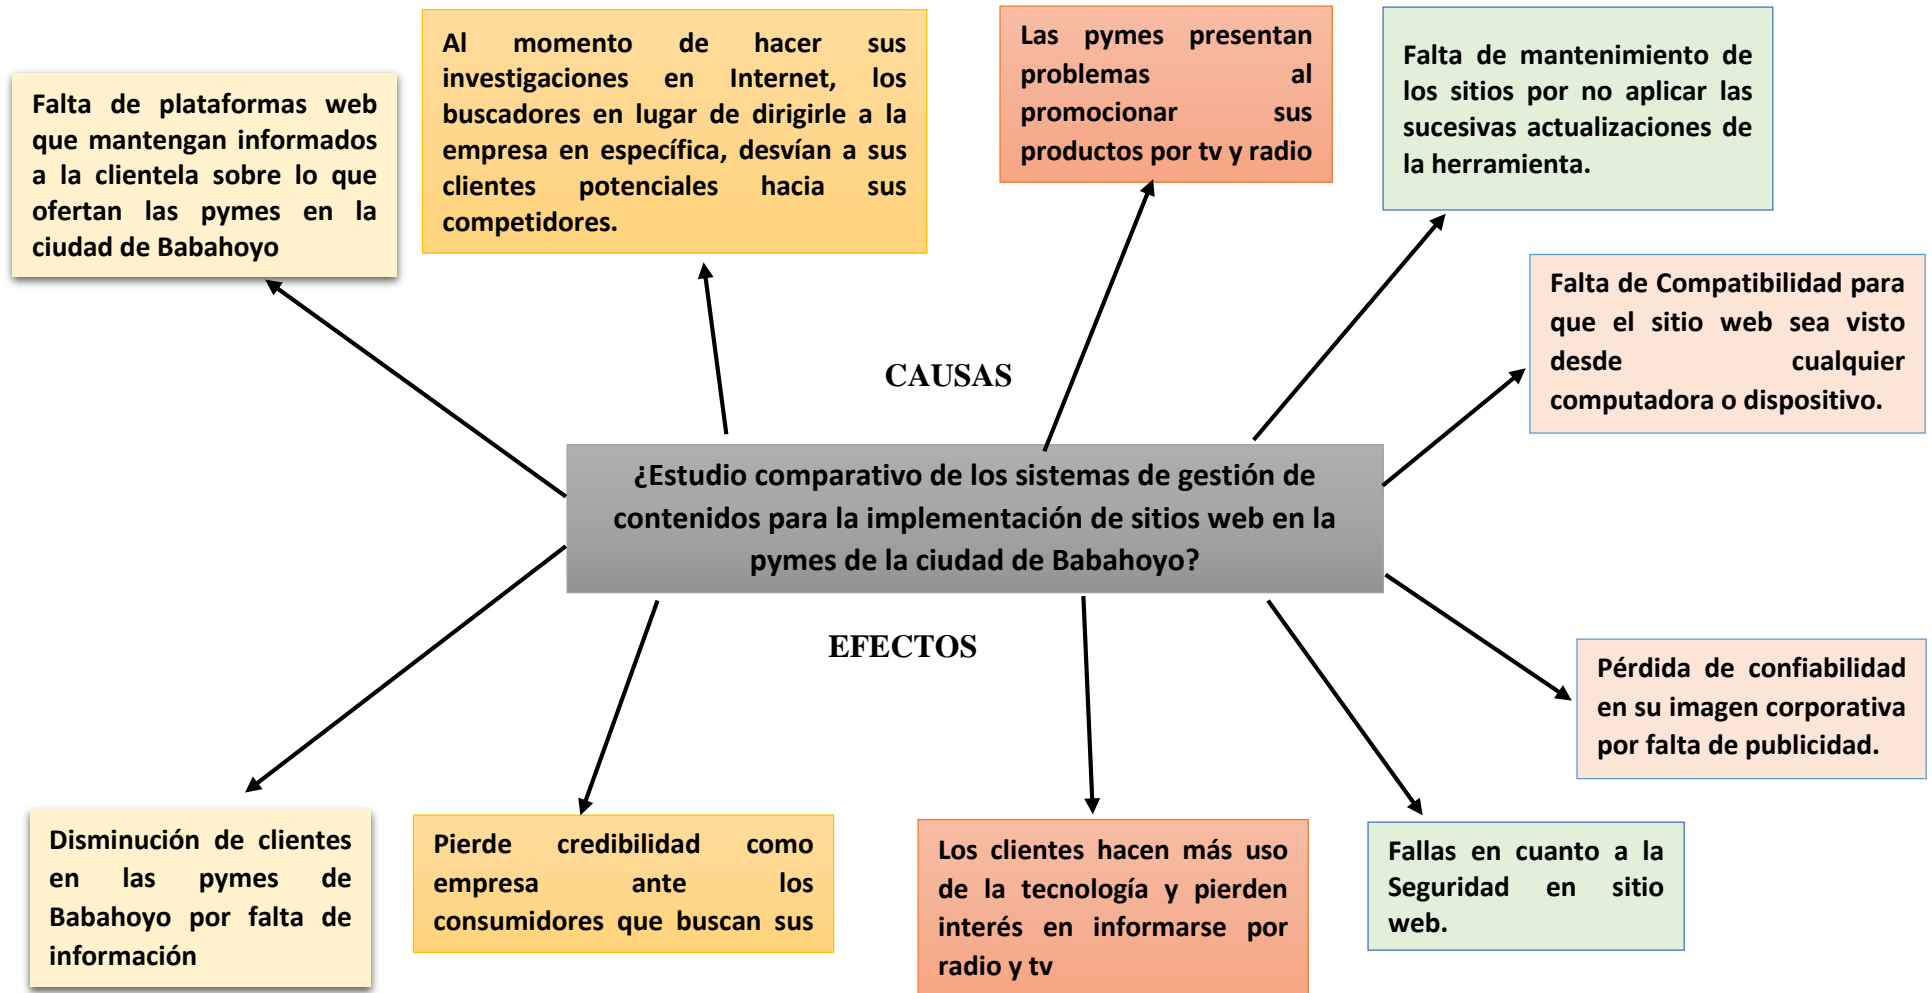 Falta de plataformas web
que mantengan informados
a la clientela sobre lo que
ofertan las pymes en la
ciudad de Babahoyo
Al momento de hacer sus
investigaciones en Internet, los
buscadores en lugar de dirigirle a la
empresa en específica, desvían a sus
clientes potenciales hacia sus
competidores.
Las pymes presentan
problemas al
promocionar sus
productos por tv y radio
Falta de mantenimiento de
los sitios por no aplicar las
sucesivas actualizaciones de
la herramienta.
Falta de Compatibilidad para
que el sitio web sea visto
desde cualquier
computadora o dispositivo.
CAUSAS
¿Estudio comparativo de los sistemas de gestión de
contenidos para la implementación de sitios web en la
pymes de la ciudad de Babahoyo?
EFECTOS
Pérdida de confiabilidad
en su imagen corporativa
por falta de publicidad.
Disminución de clientes
en las pymes de
Babahoyo por falta de
información
Pierde credibilidad como
empresa ante los
consumidores que buscan sus
Los clientes hacen más uso
de la tecnología y pierden
interés en informarse por
radio y tv
Fallas en cuanto a la
Seguridad en sitio
web.